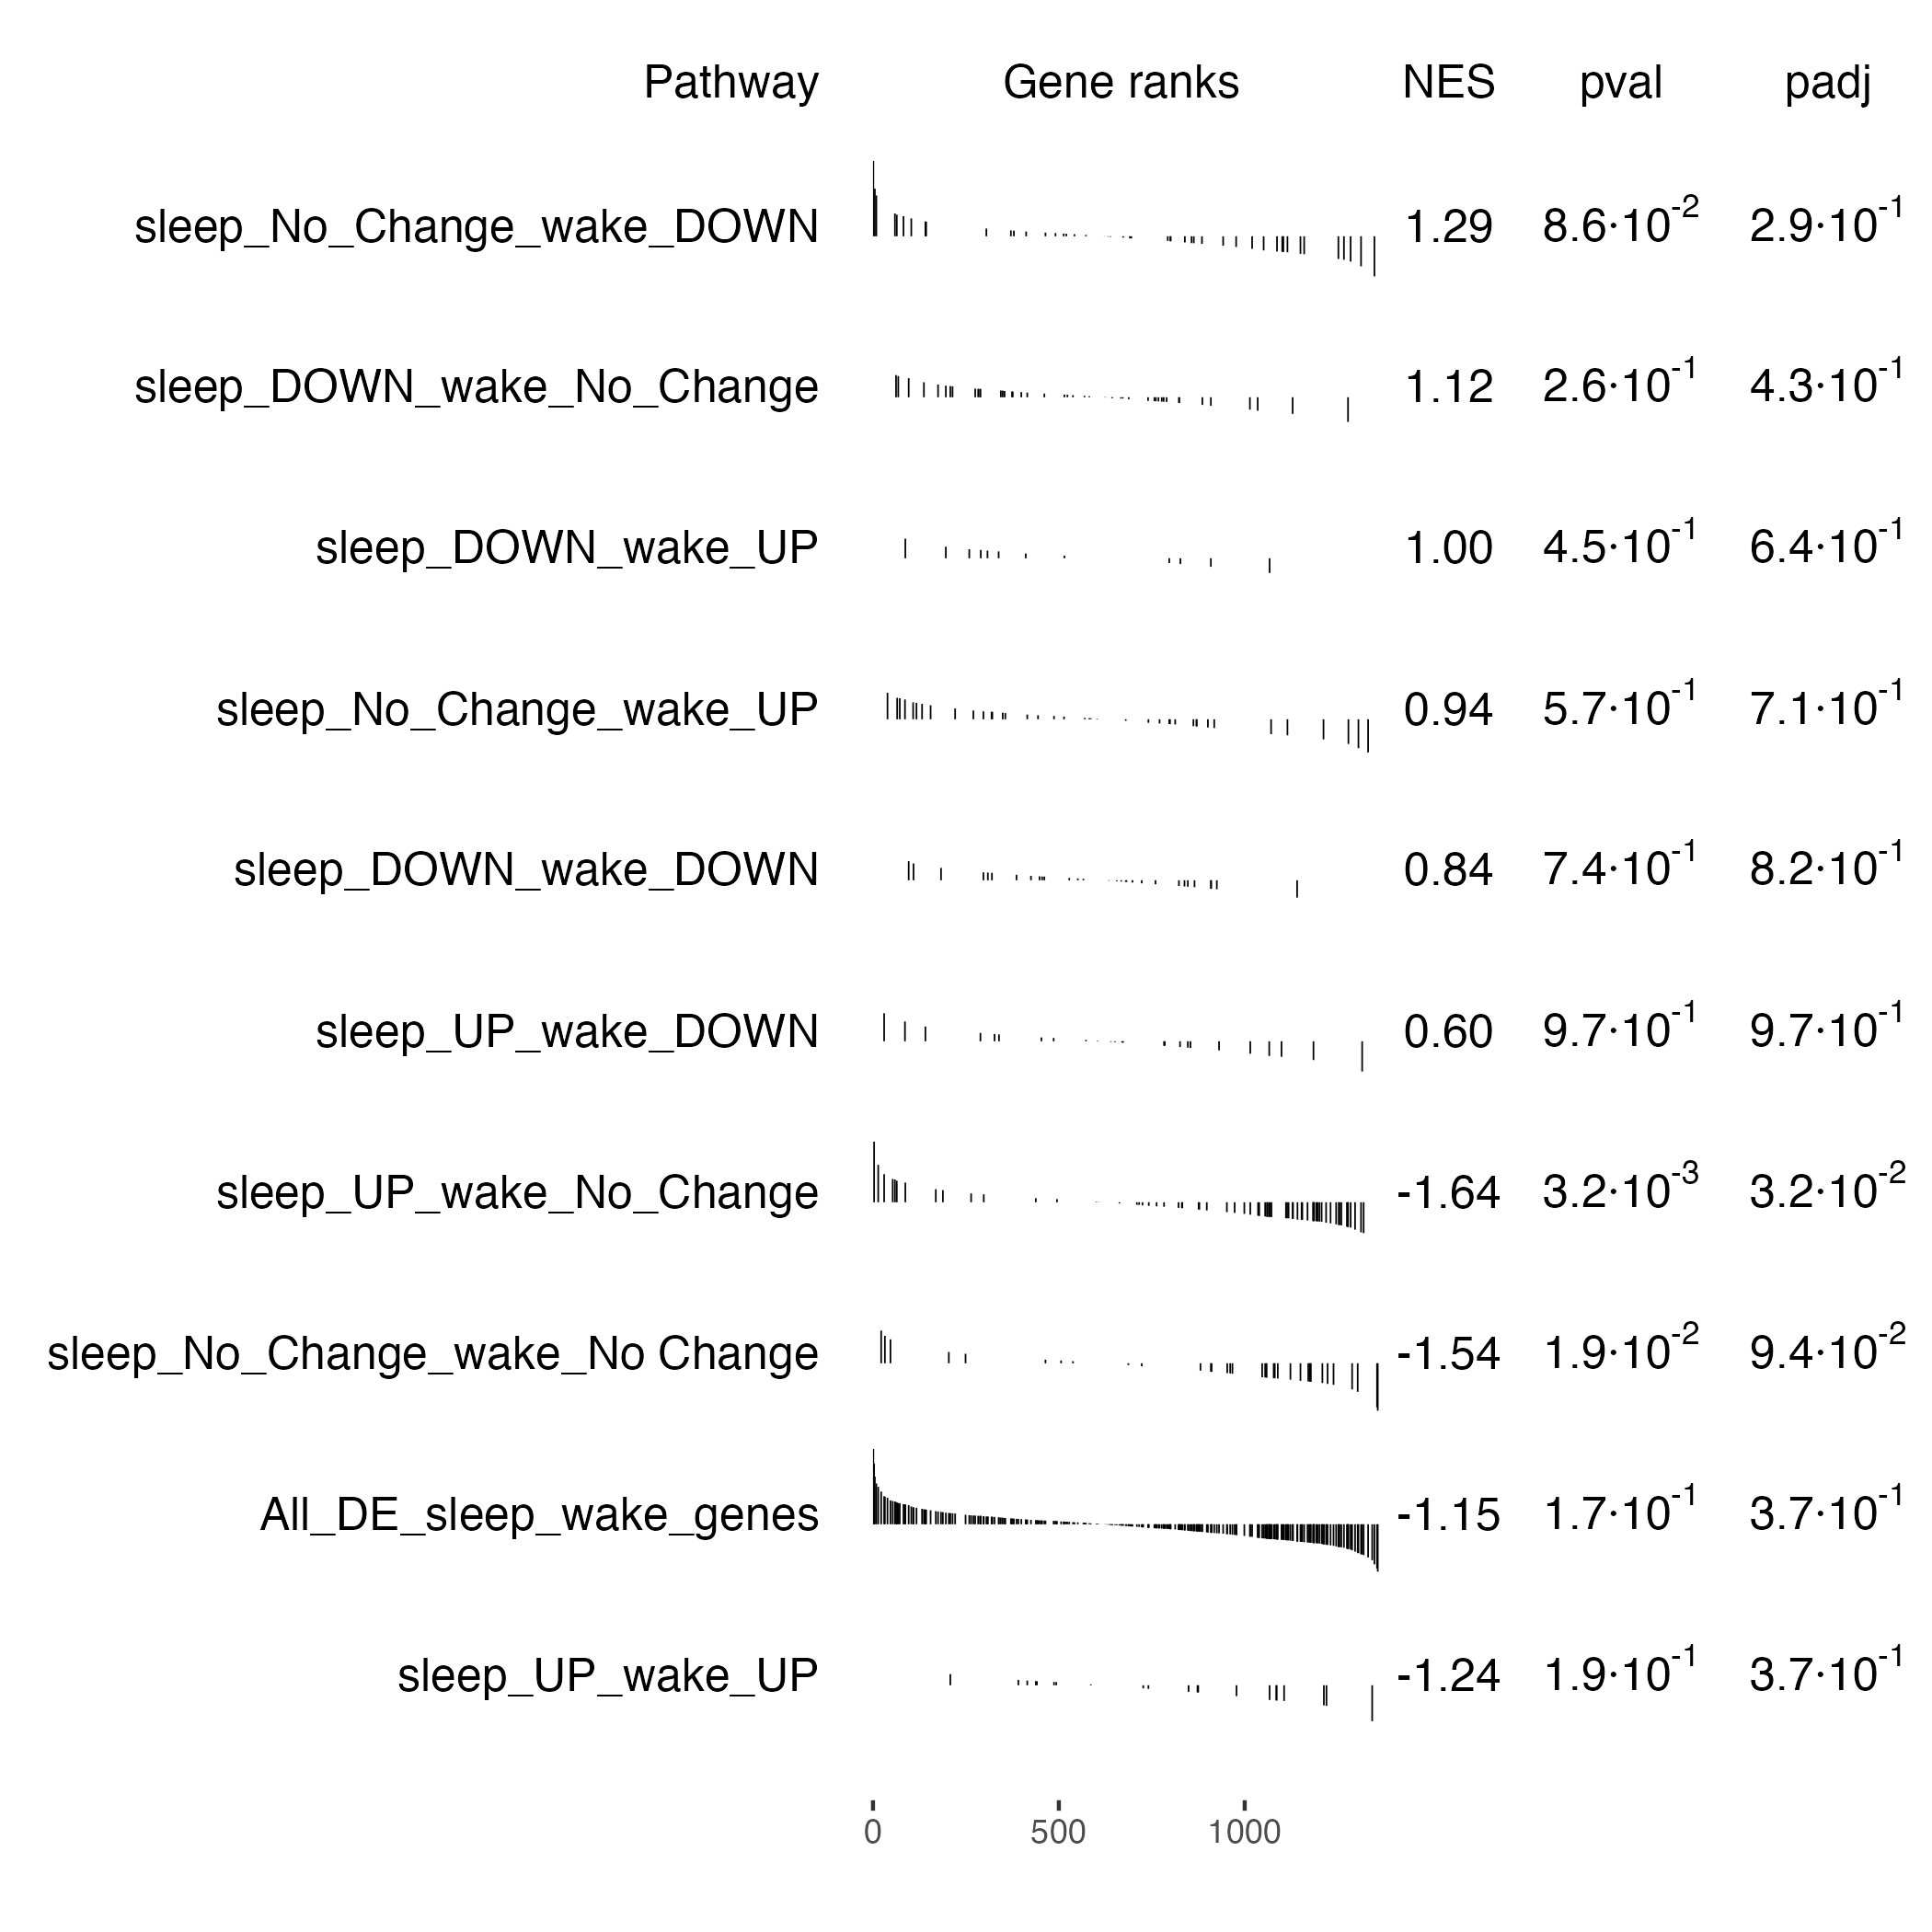 Pathway Gene ranks NES pval padj
sleep_No_Change_wake_DOWN 1.29 8.6·10⁻² 2.9·10⁻¹
sleep_DOWN_wake_No_Change 1.12 2.6·10⁻¹ 4.3·10⁻¹
sleep_DOWN_wake_UP 1.00 4.5·10⁻¹ 6.4·10⁻¹
sleep_No_Change_wake_UP 0.94 5.7·10⁻¹ 7.1·10⁻¹
sleep_DOWN_wake_DOWN 0.84 7.4·10⁻¹ 8.2·10⁻¹
sleep_UP_wake_DOWN 0.60 9.7·10⁻¹ 9.7·10⁻¹
sleep_UP_wake_No_Change -1.64 3.2·10⁻³ 3.2·10⁻²
sleep_No_Change_wake_No Change -1.54 1.9·10⁻² 9.4·10⁻²
All_DE_sleep_wake_genes -1.15 1.7·10⁻¹ 3.7·10⁻¹
sleep_UP_wake_UP -1.24 1.9·10⁻¹ 3.7·10⁻¹
0 500 1000